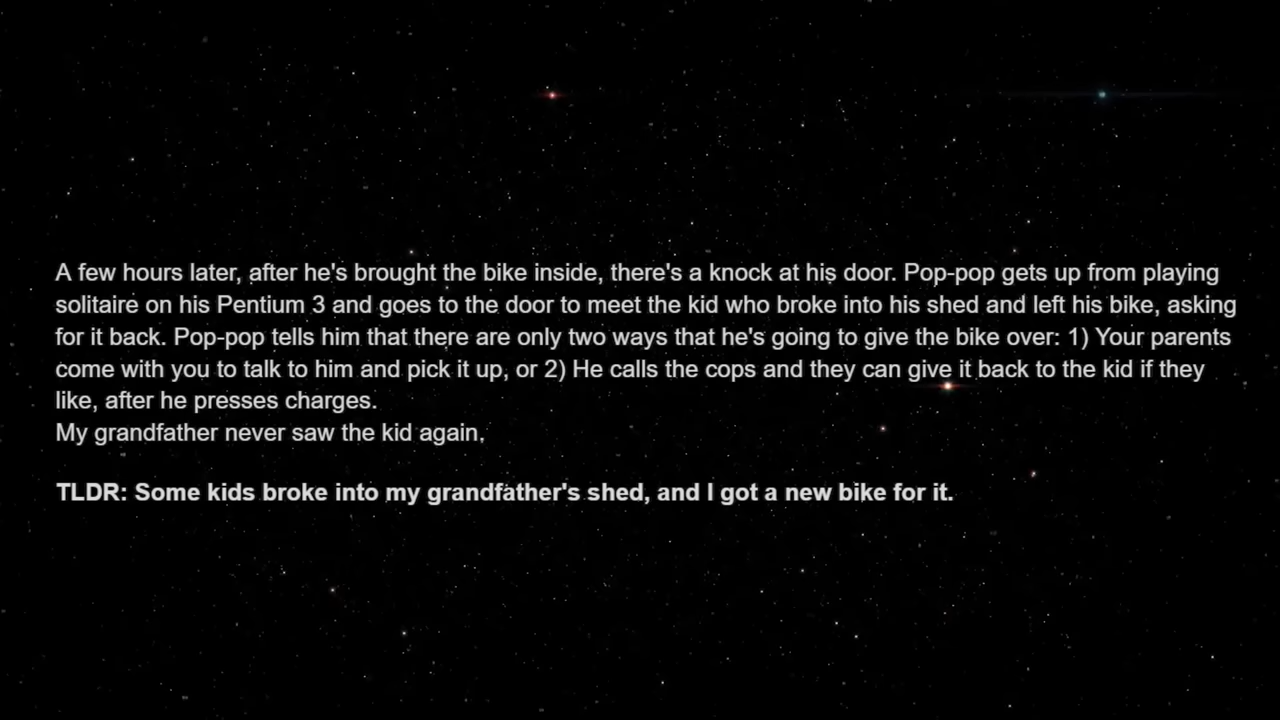 A few hours later, after he's brought the bike inside, there's a knock at his door. Pop-pop gets up from playing
solitaire on his Pentium 3 and goes to the door to meet the kid who broke into his shed and left his bike, asking
for it back. Pop-pop tells him that there are only two ways that he's going to give the bike over: 1) Your parents
come with you to talk to him and pick it up, or 2) He calls the cops and they can give it back to the kid if they
like, after he presses charges.
My grandfather never saw the kid again.
TLDR: Some kids broke into my grandfather's shed, and I got a new bike for it.